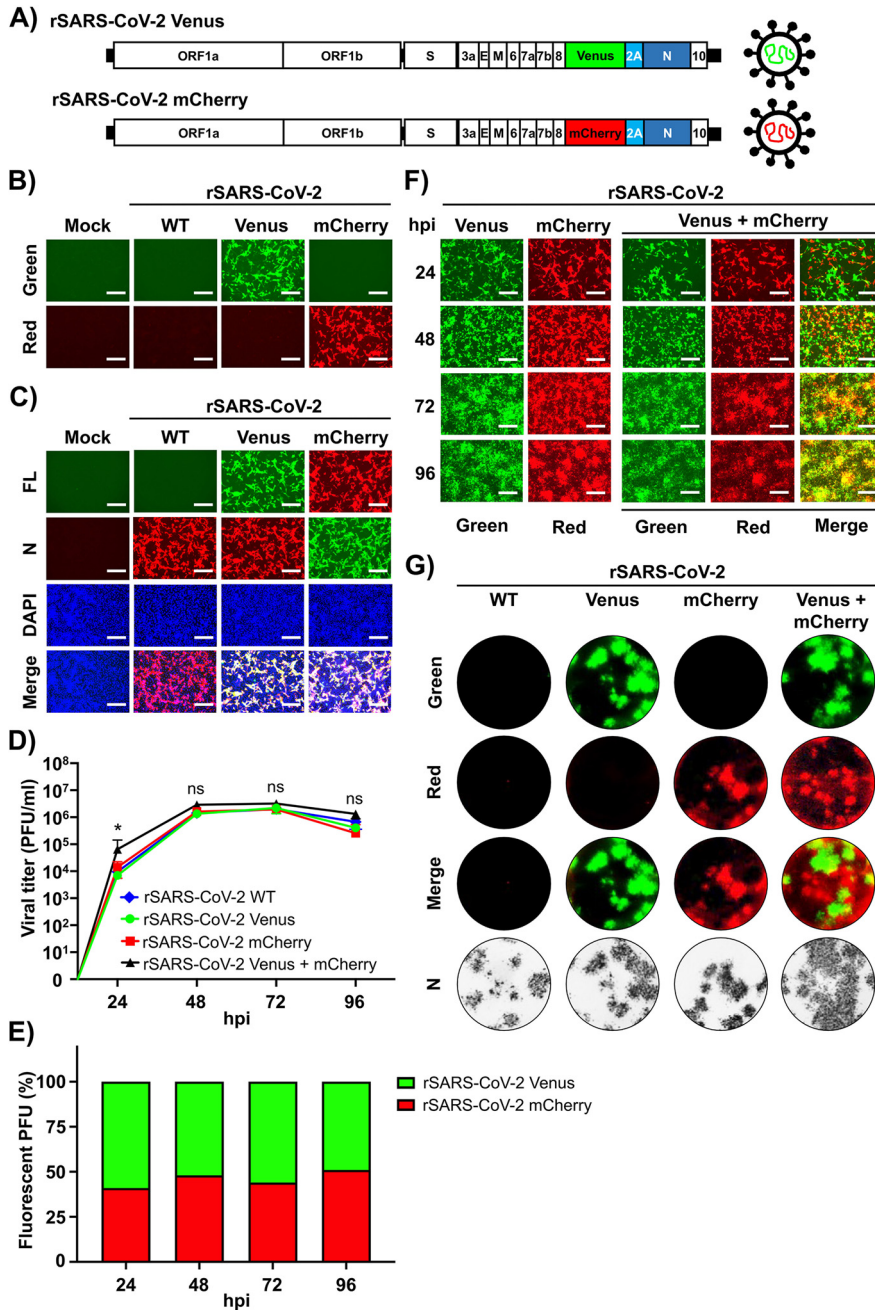 A)
rSARS-CoV-2 Venus
ORF1a ORF1b S 3a E M 6 7a 7b 8 Venus 2A N 10
rSARS-CoV-2 mCherry
ORF1a ORF1b S 3a E M 6 7a 7b 8 mCherry 2A N 10
B)
rSARS-CoV-2
Mock WT Venus mCherry
Green
Red
C)
rSARS-CoV-2
Mock WT Venus mCherry
FL
N
DAPI
Merge
D)
Viral titer (PFU/ml)
10⁸
10⁷
10⁶
10⁵
10⁴
10³
10²
10¹
0
* ns ns ns
rSARS-CoV-2 WT
rSARS-CoV-2 Venus
rSARS-CoV-2 mCherry
rSARS-CoV-2 Venus + mCherry
24 48 72 96
hpi
E)
Fluorescent PFU (%)
100
75
50
25
0
24 48 72 96
hpi
rSARS-CoV-2 Venus
rSARS-CoV-2 mCherry
F)
rSARS-CoV-2
hpi Venus mCherry Venus + mCherry
24
48
72
96
Green Red Green Red Merge
G)
rSARS-CoV-2
WT Venus mCherry Venus +
mCherry
Green
Red
Merge
N